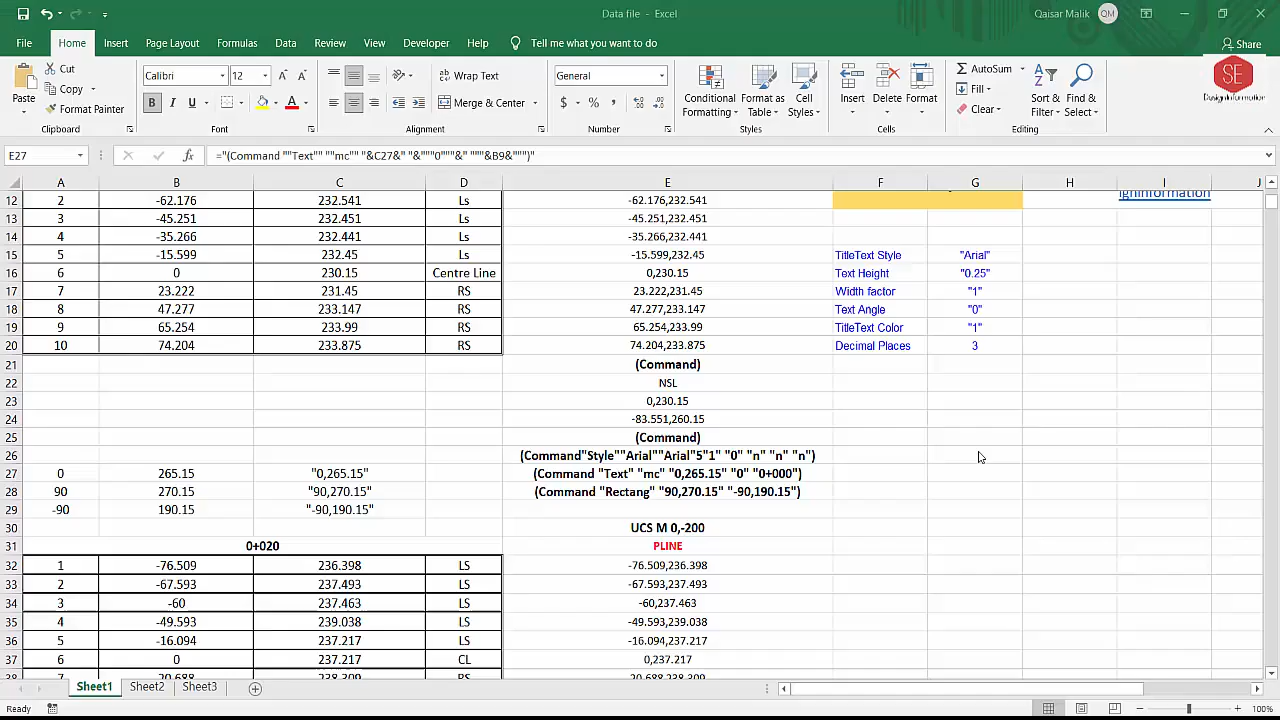 Data file - Excel
Qaisar Malik QM
File Home Insert Page Layout Formulas Data Review View Developer Help Tell me what you want to do Share
Cut
Copy
Format Painter
Paste
Clipboard
Calibri 12
B I U
Font
Wrap Text
Merge & Center
Alignment
General
$ % ,
Number
Conditional Formatting
Format as Table
Cell Styles
Styles
Insert Delete Format
Cells
AutoSum
Fill
Clear
Sort & Filter
Find & Select
Editing
SE
Design Information
E27 fx ="(Command ""Text"" ""mc"" "&C27&" "&"""0"""&" """&B9&""")"
A B C D E F G H I J
12 2 -62.176 232.541 Ls -62.176,232.541 igninformation
13 3 -45.251 232.451 Ls -45.251,232.451
14 4 -35.266 232.441 Ls -35.266,232.441
15 5 -15.599 232.45 Ls -15.599,232.45 TitleText Style "Arial"
16 6 0 230.15 Centre Line 0,230.15 Text Height "0.25"
17 7 23.222 231.45 RS 23.222,231.45 Width factor "1"
18 8 47.277 233.147 RS 47.277,233.147 Text Angle "0"
19 9 65.254 233.99 RS 65.254,233.99 TitleText Color "1"
20 10 74.204 233.875 RS 74.204,233.875 Decimal Places 3
21 (Command)
22 NSL
23 0,230.15
24 -83.551,260.15
25 (Command)
26 (Command"Style""Arial""Arial"5"1" "0" "n" "n" "n")
27 0 265.15 "0,265.15" (Command "Text" "mc" "0,265.15" "0" "0+000")
28 90 270.15 "90,270.15" (Command "Rectang" "90,270.15" "-90,190.15")
29 -90 190.15 "-90,190.15"
30 UCS M 0,-200
31 0+020 PLINE
32 1 -76.509 236.398 LS -76.509,236.398
33 2 -67.593 237.493 LS -67.593,237.493
34 3 -60 237.463 LS -60,237.463
35 4 -49.593 239.038 LS -49.593,239.038
36 5 -16.094 237.217 LS -16.094,237.217
37 6 0 237.217 CL 0,237.217
38 7 20.688 238.309 RS 20.688,238.309
Sheet1 Sheet2 Sheet3
Ready 100%